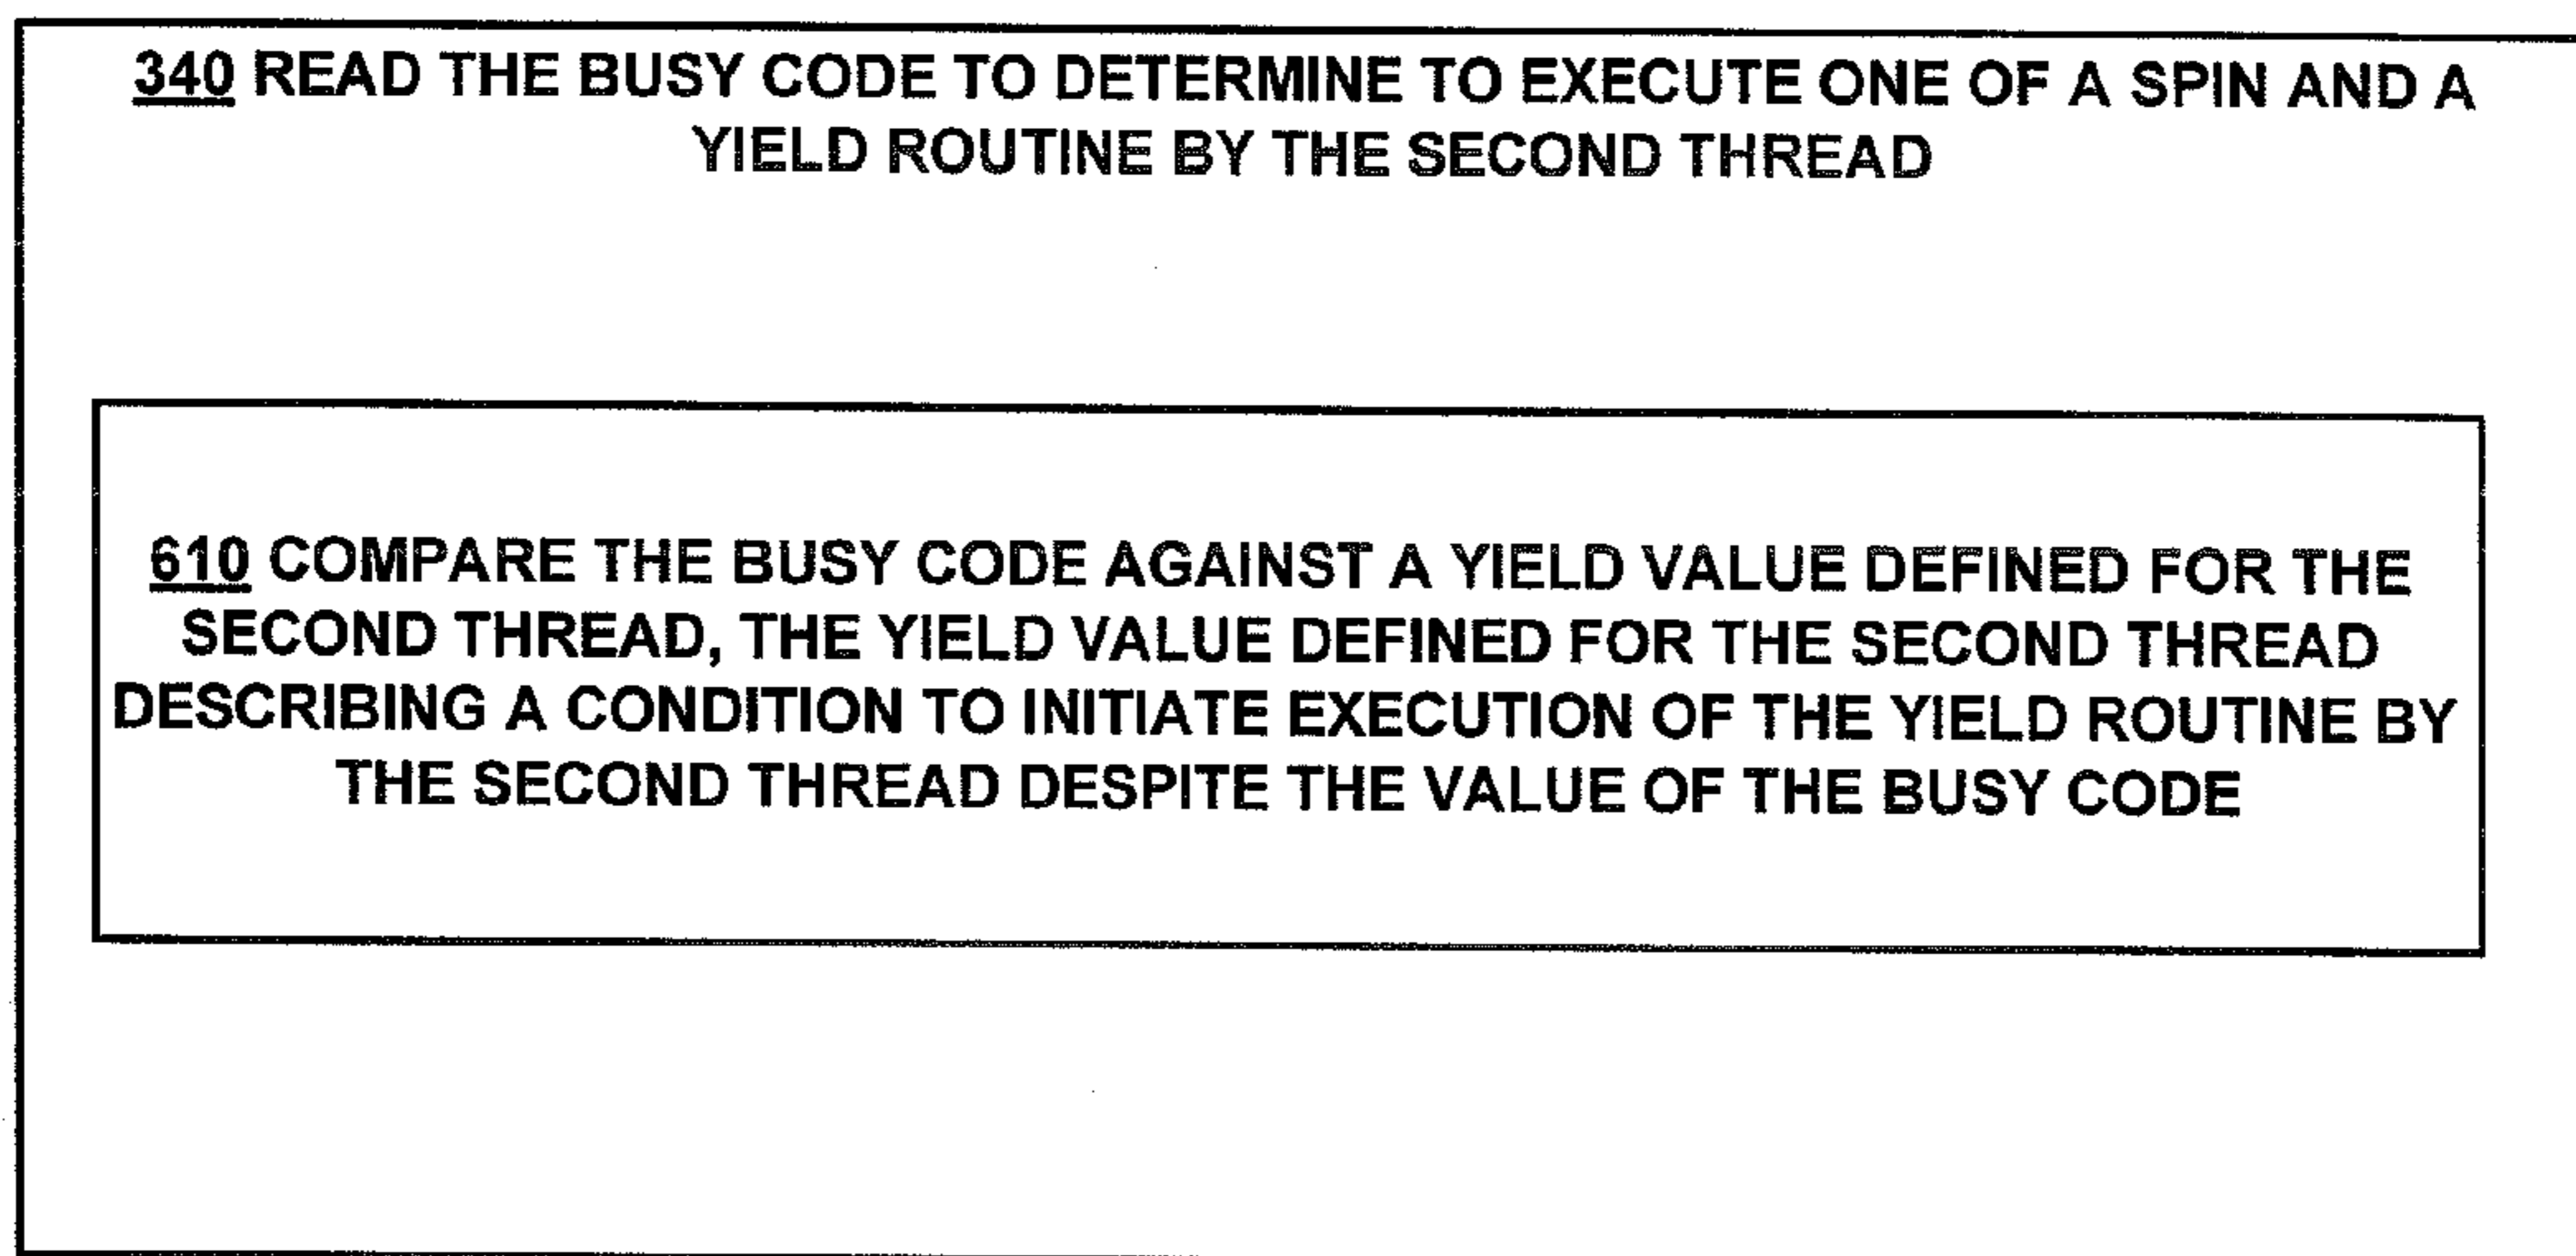 340 READ THE BUSY CODE TO DETERMINE TO EXECUTE ONE OF A SPIN AND A
YIELD ROUTINE BY THE SECOND THREAD
610 COMPARE THE BUSY CODE AGAINST A YIELD VALUE DEFINED FOR THE
SECOND THREAD, THE YIELD VALUE DEFINED FOR THE SECOND THREAD
DESCRIBING A CONDITION TO INITIATE EXECUTION OF THE YIELD ROUTINE BY
THE SECOND THREAD DESPITE THE VALUE OF THE BUSY CODE